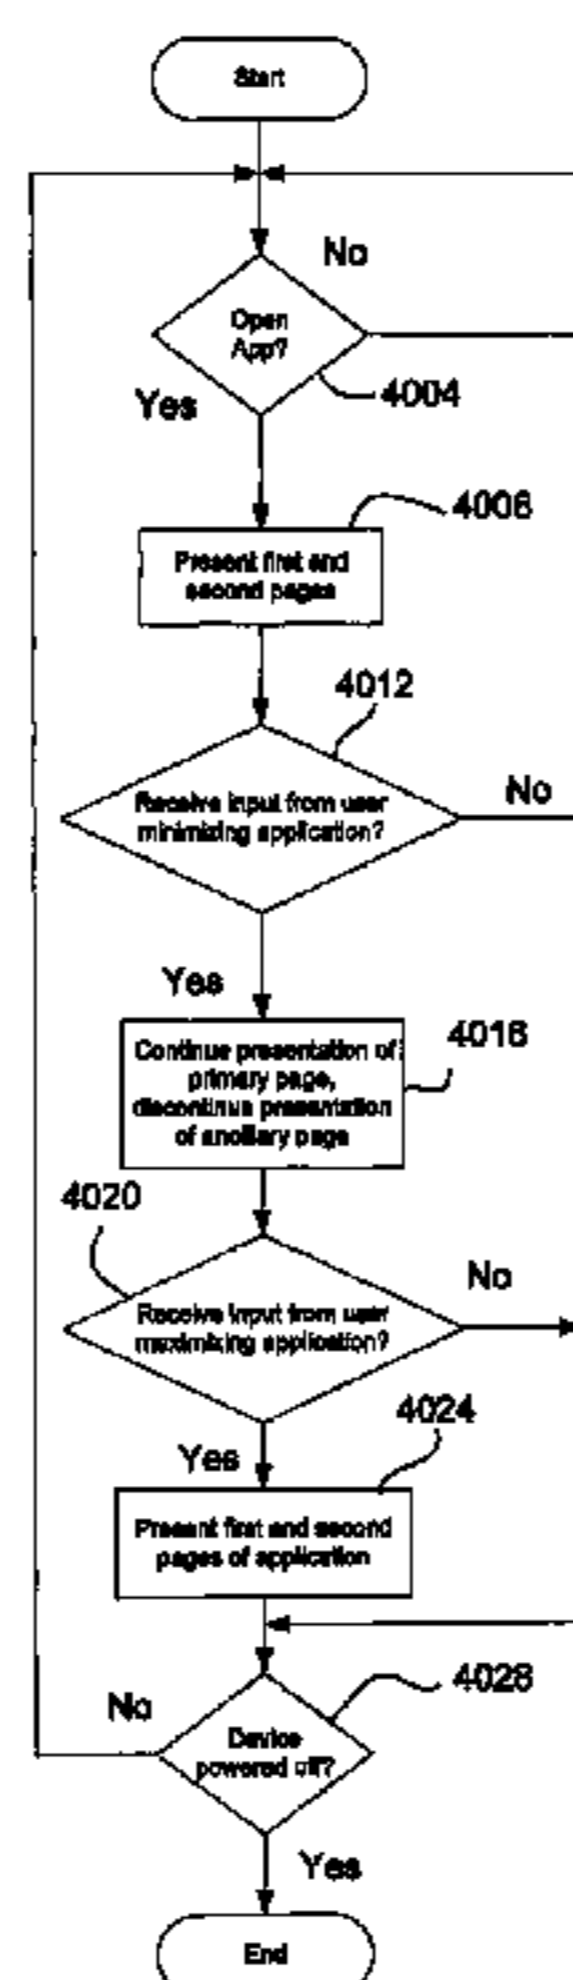 Start
No
Open
App?
Yes
4004
4008
Present first and
second pages
4012
Receive input from user
minimizing application?
No
Yes
Continue presentation of
primary page,
discontinue presentation
of ancillary page
4016
4020
No
Receive input from user
maximizing application?
4024
Yes
Present first and second
pages of application
4028
No
Device
powered off?
Yes
End